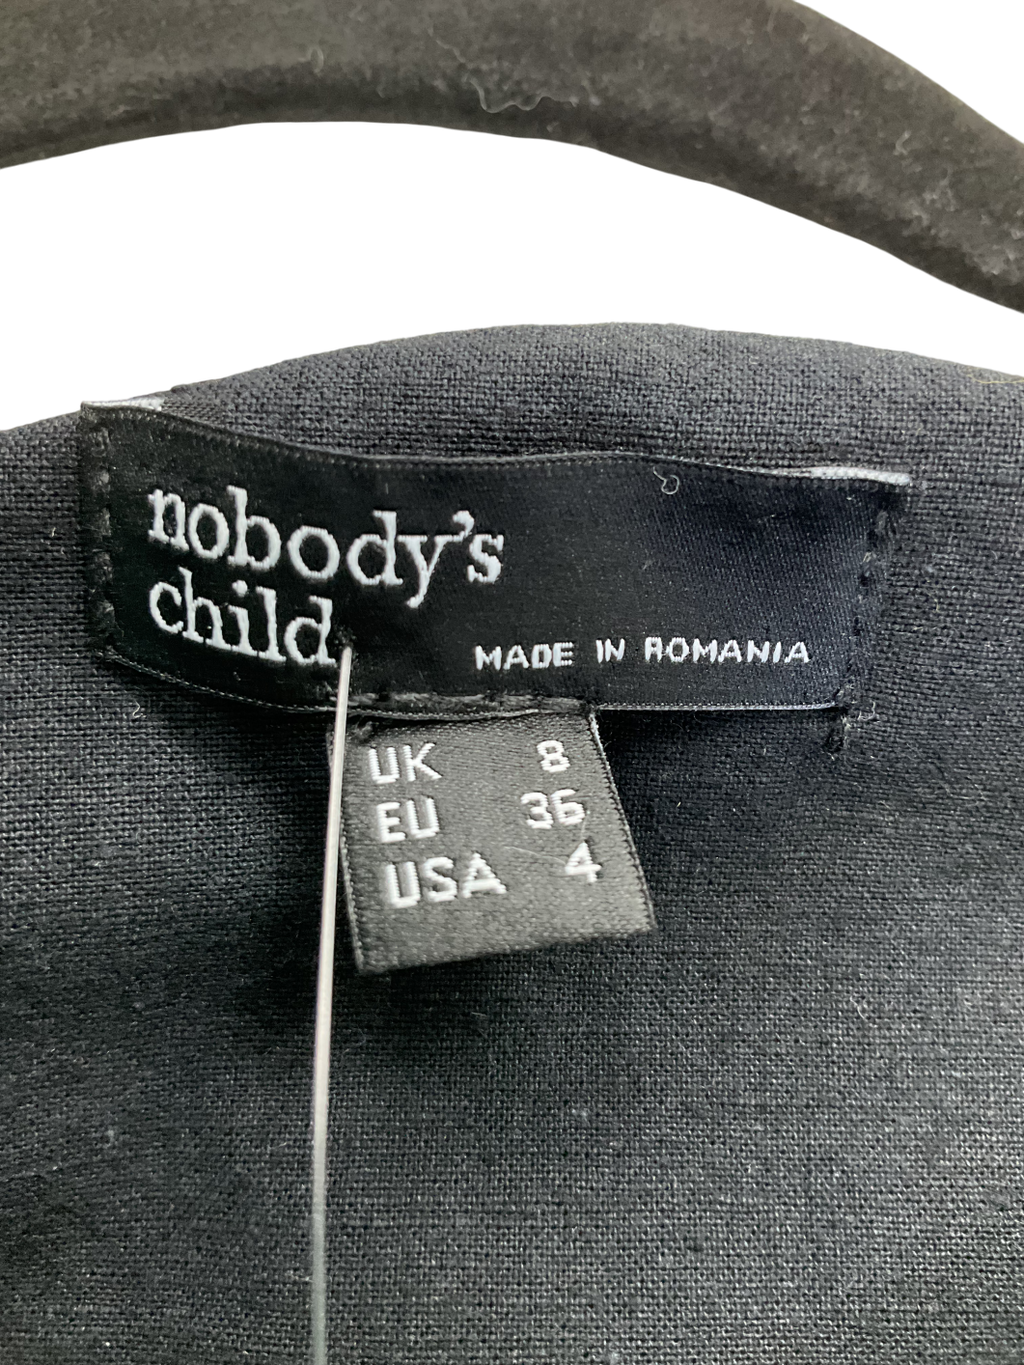 nobody's
child
MADE IN ROMANIA
UK 8
EU 36
USA 4